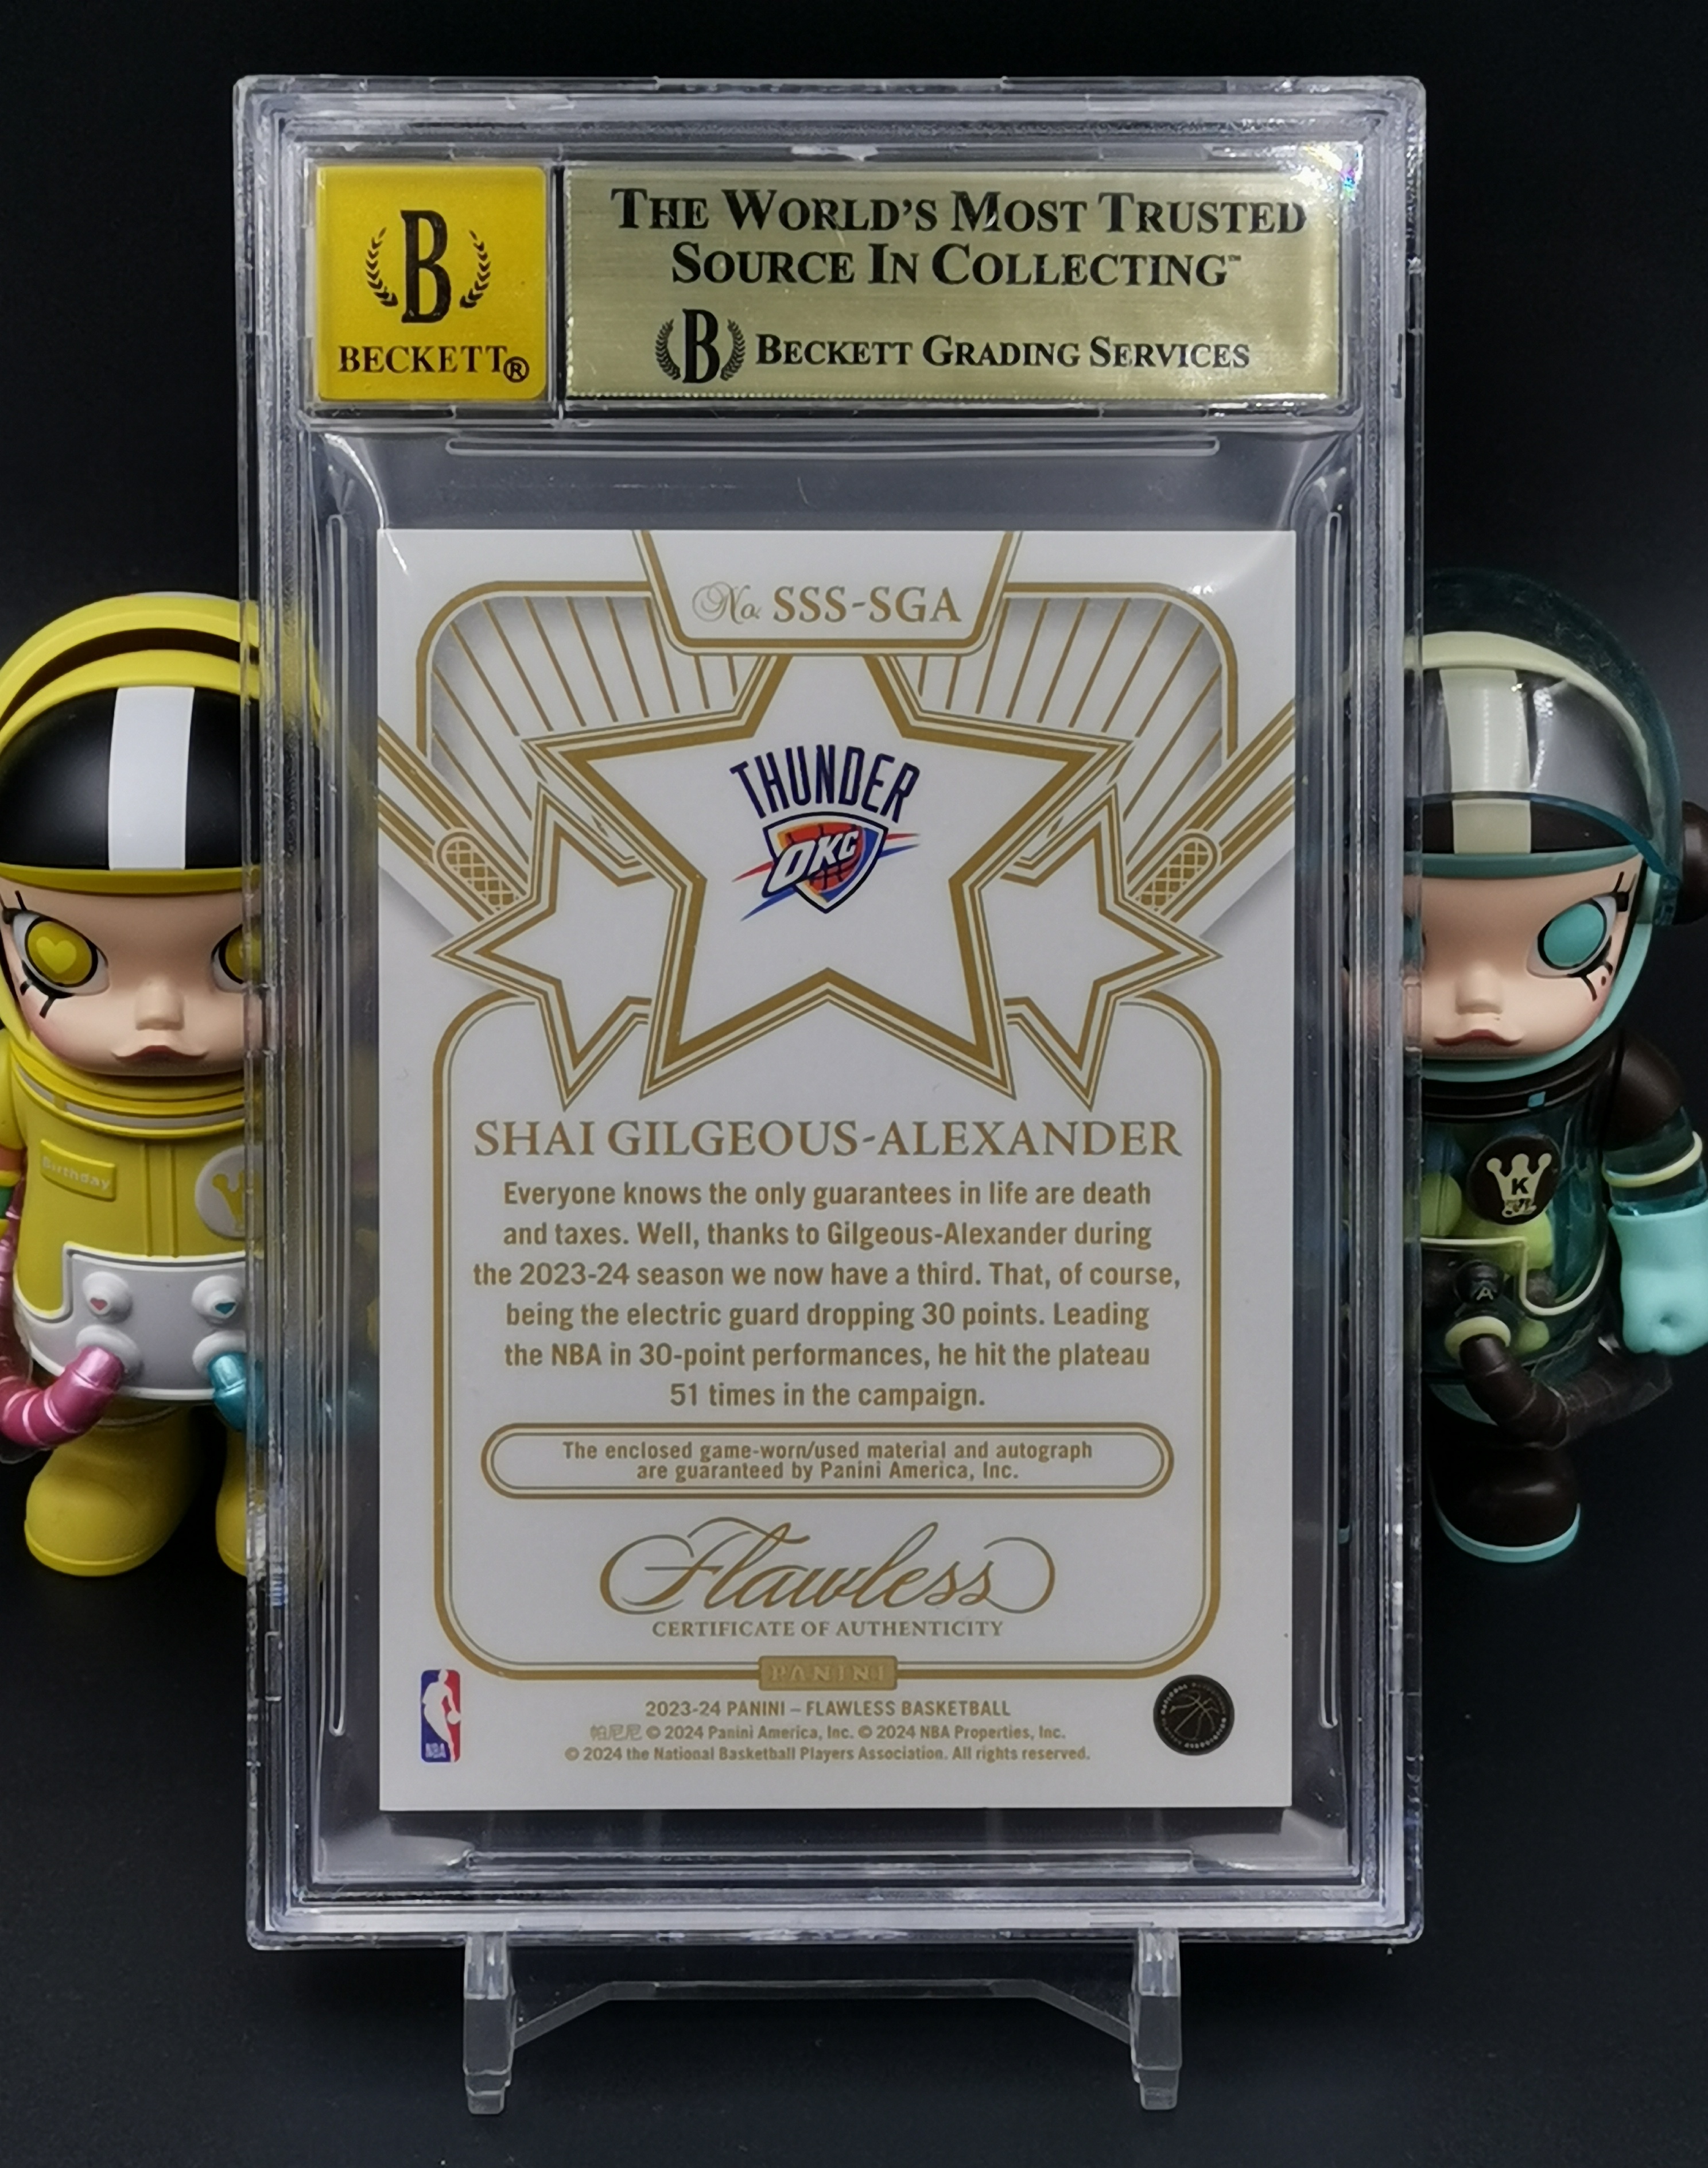 THE WORLD'S MOST TRUSTED
SOURCE IN COLLECTING™
B
BECKETT®
B BECKETT GRADING SERVICES
No. SSS-SGA
THUNDER
OKC
SHAI GILGEOUS-ALEXANDER
Everyone knows the only guarantees in life are death
and taxes. Well, thanks to Gilgeous-Alexander during
the 2023-24 season we now have a third. That, of course,
being the electric guard dropping 30 points. Leading
the NBA in 30-point performances, he hit the plateau
51 times in the campaign.
The enclosed game-worn/used material and autograph
are guaranteed by Panini America, Inc.
Flawless
CERTIFICATE OF AUTHENTICITY
PANINI
2023-24 PANINI – FLAWLESS BASKETBALL
帕尼尼 © 2024 Panini America, Inc. © 2024 NBA Properties, Inc.
© 2024 the National Basketball Players Association. All rights reserved.
NBA
Birthday
K
A